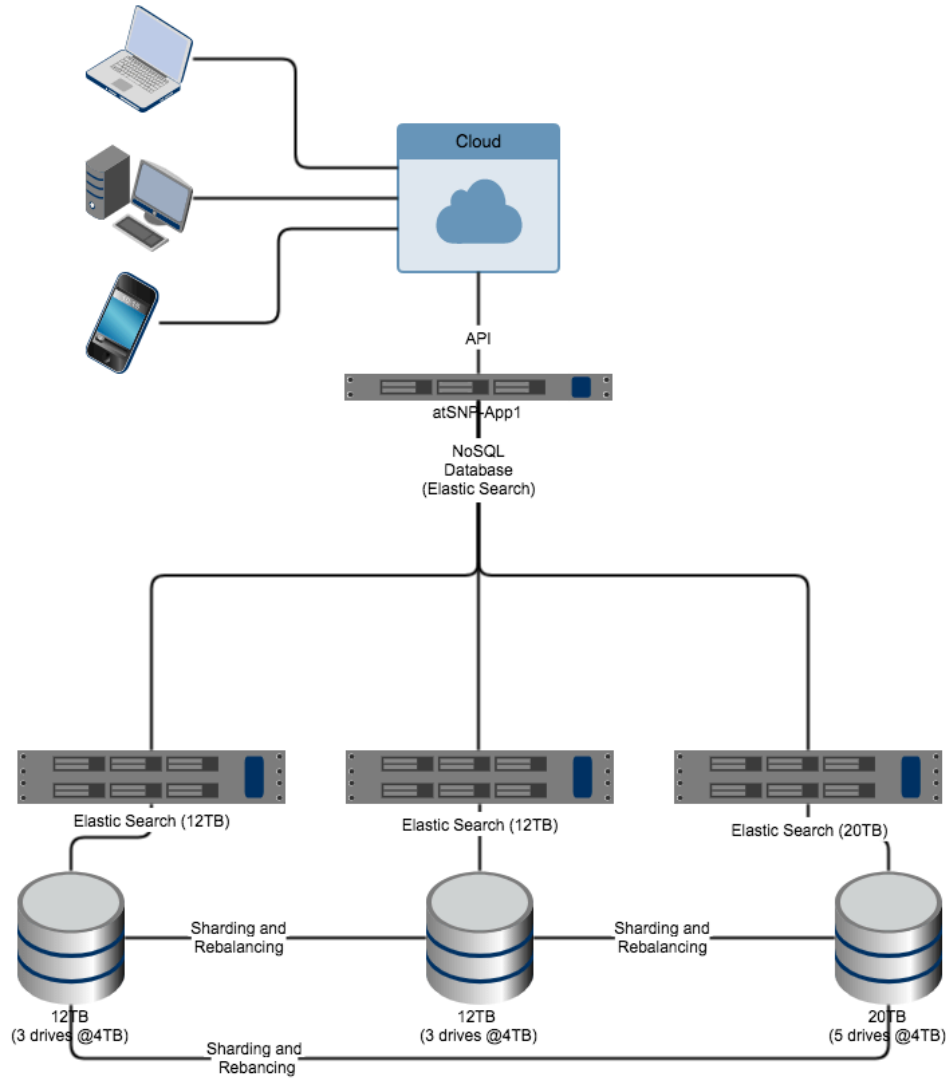 Cloud
API
atSNP-App1
NoSQL
Database
(Elastic Search)
Elastic Search (12TB)
Elastic Search (12TB)
Elastic Search (20TB)
Sharding and
Rebalancing
Sharding and
Rebalancing
12TB
(3 drives @4TB)
12TB
(3 drives @4TB)
20TB
(5 drives @4TB)
Sharding and
Rebancing